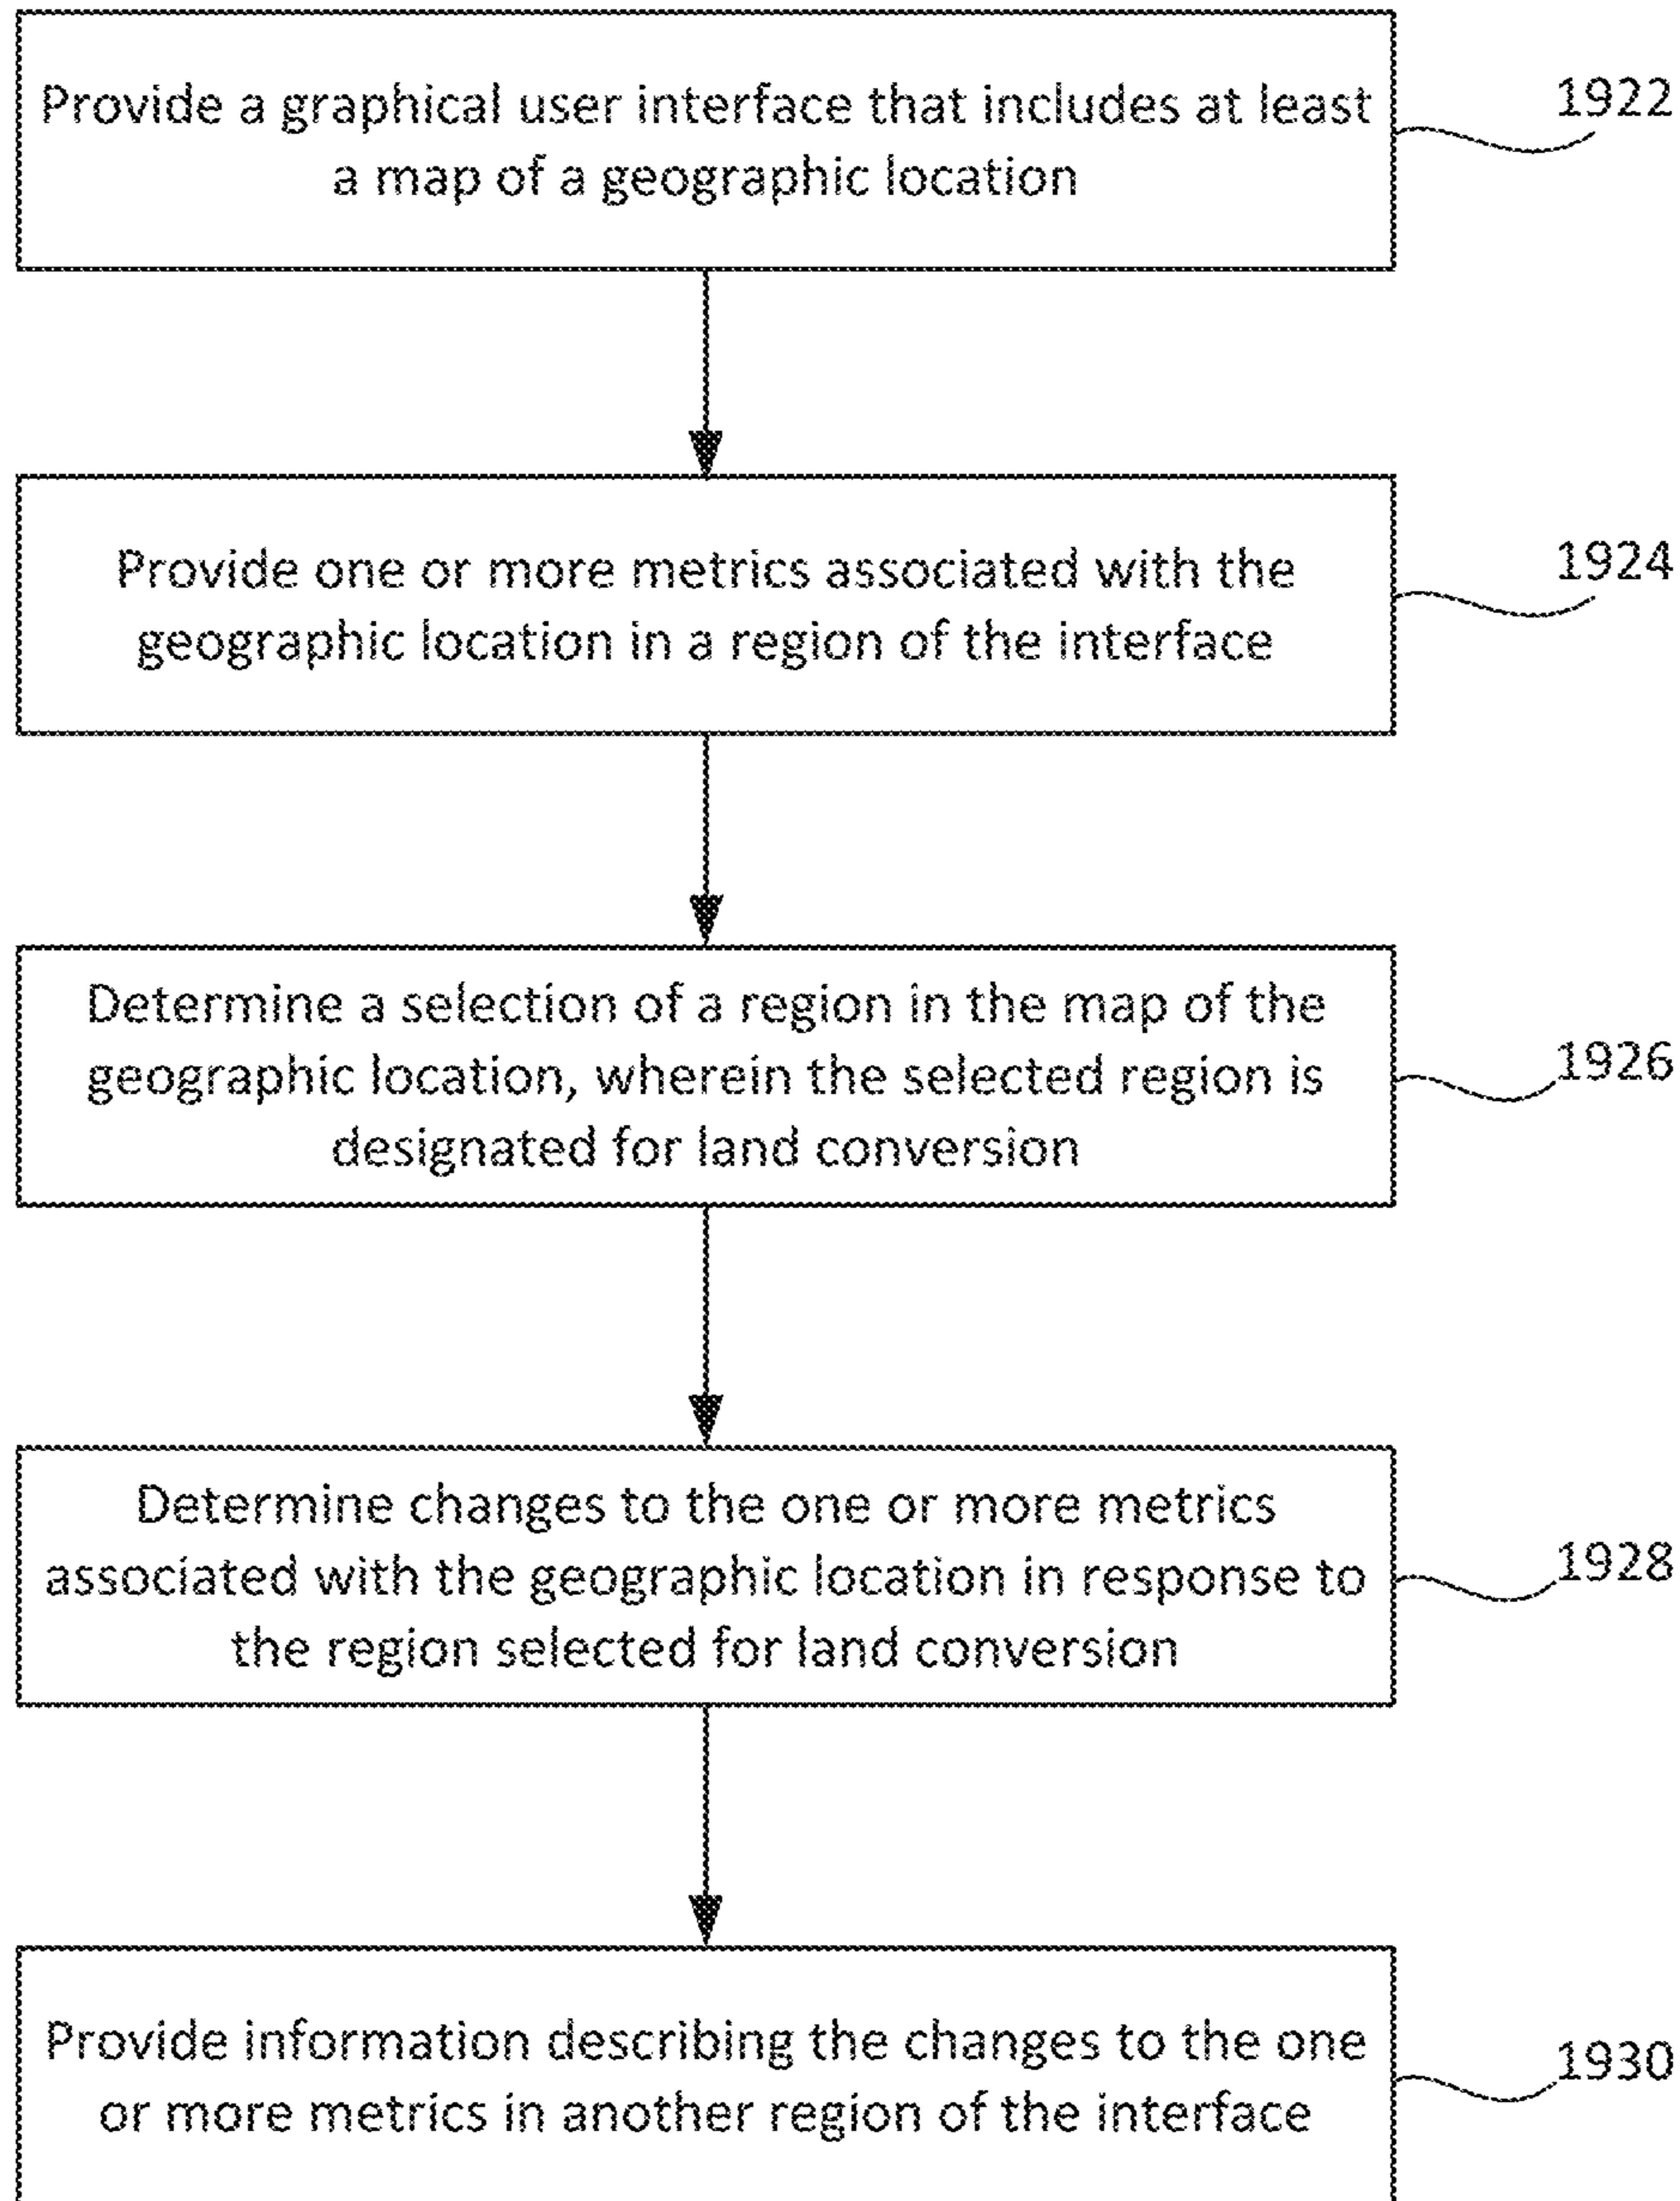 Provide a graphical user interface that includes at least
a map of a geographic location
1922
Provide one or more metrics associated with the
geographic location in a region of the interface
1924
Determine a selection of a region in the map of the
geographic location, wherein the selected region is
designated for land conversion
1926
Determine changes to the one or more metrics
associated with the geographic location in response to
the region selected for land conversion
1928
Provide information describing the changes to the one
or more metrics in another region of the interface
1930